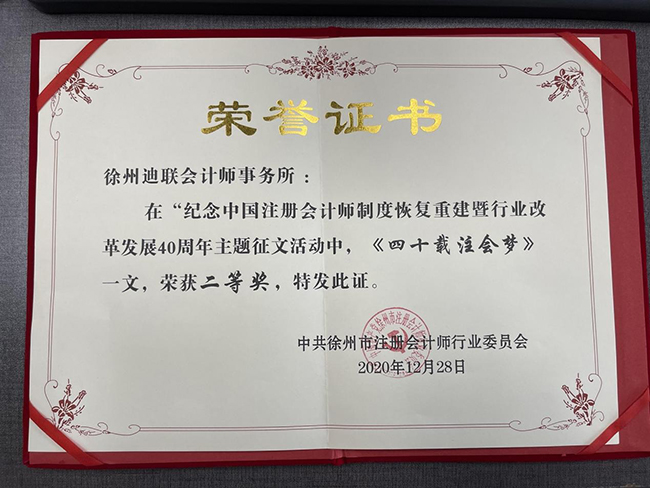 荣誉证书
徐州迪联会计师事务所：
在“纪念中国注册会计师制度恢复重建暨行业改
革发展40周年主题征文活动中，《四十载注会梦》
一文，荣获二等奖，特发此证。
中共徐州市注册会计师行业委员会
2020年12月28日